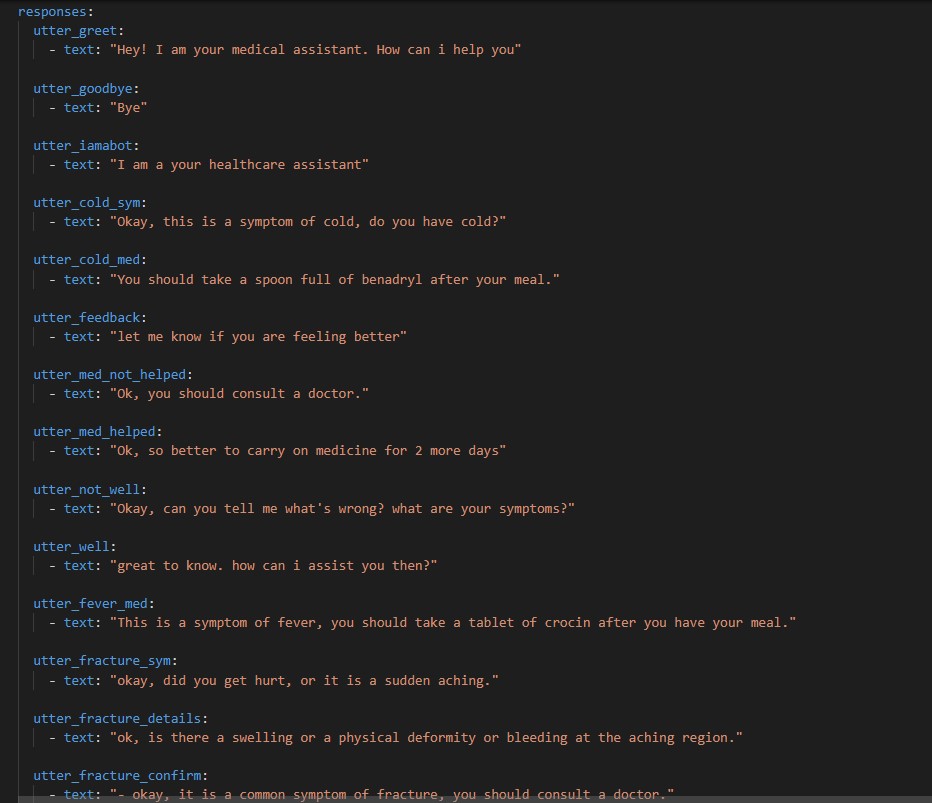 responses:
utter_greet:
- text: "Hey! I am your medical assistant. How can i help you"
utter_goodbye:
- text: "Bye"
utter_iamabot:
- text: "I am a your healthcare assistant"
utter_cold_sym:
- text: "Okay, this is a symptom of cold, do you have cold?"
utter_cold_med:
- text: "You should take a spoon full of benadryl after your meal."
utter_feedback:
- text: "let me know if you are feeling better"
utter_med_not_helped:
- text: "Ok, you should consult a doctor."
utter_med_helped:
- text: "Ok, so better to carry on medicine for 2 more days"
utter_not_well:
- text: "Okay, can you tell me what's wrong? what are your symptoms?"
utter_well:
- text: "great to know. how can i assist you then?"
utter_fever_med:
- text: "This is a symptom of fever, you should take a tablet of crocin after you have your meal."
utter_fracture_sym:
- text: "okay, did you get hurt, or it is a sudden aching."
utter_fracture_details:
- text: "ok, is there a swelling or a physical deformity or bleeding at the aching region."
utter_fracture_confirm:
- text: "- okay, it is a common symptom of fracture, you should consult a doctor."